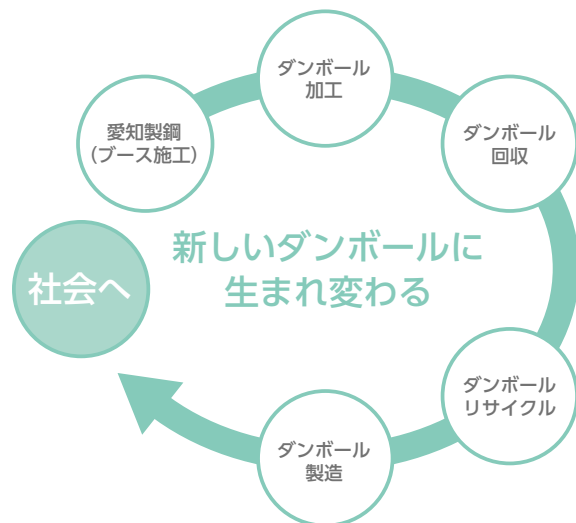 愛知製鋼
(ブース施工)
ダンボール
加工
ダンボール
回収
ダンボール
リサイクル
ダンボール
製造
社会へ
新しいダンボールに
生まれ変わる